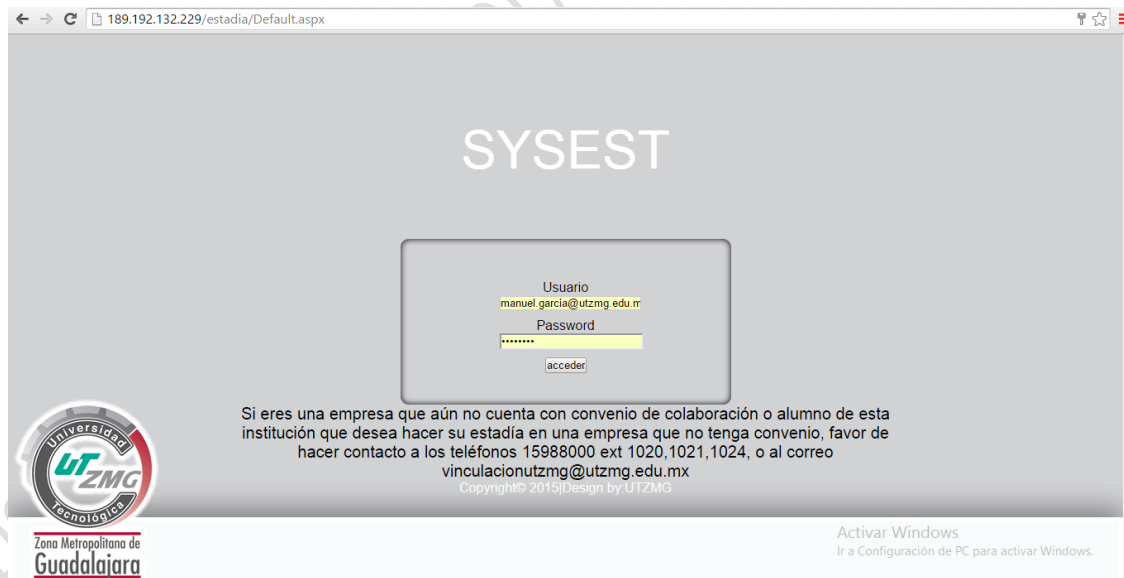 189.192.132.229/estadia/Default.aspx
SYSEST
Usuario
manuel.garcia@utzmg.edu.m
Password
••••••••
acceder
Si eres una empresa que aún no cuenta con convenio de colaboración o alumno de esta
institución que desea hacer su estadía en una empresa que no tenga convenio, favor de
hacer contacto a los teléfonos 15988000 ext 1020,1021,1024, o al correo
vinculacionutzmg@utzmg.edu.mx
Copyright© 2015|Design by:UTZMG
Universidad
UTZMG
Tecnológica
Zona Metropolitana de
Guadalajara
Activar Windows
Ir a Configuración de PC para activar Windows.